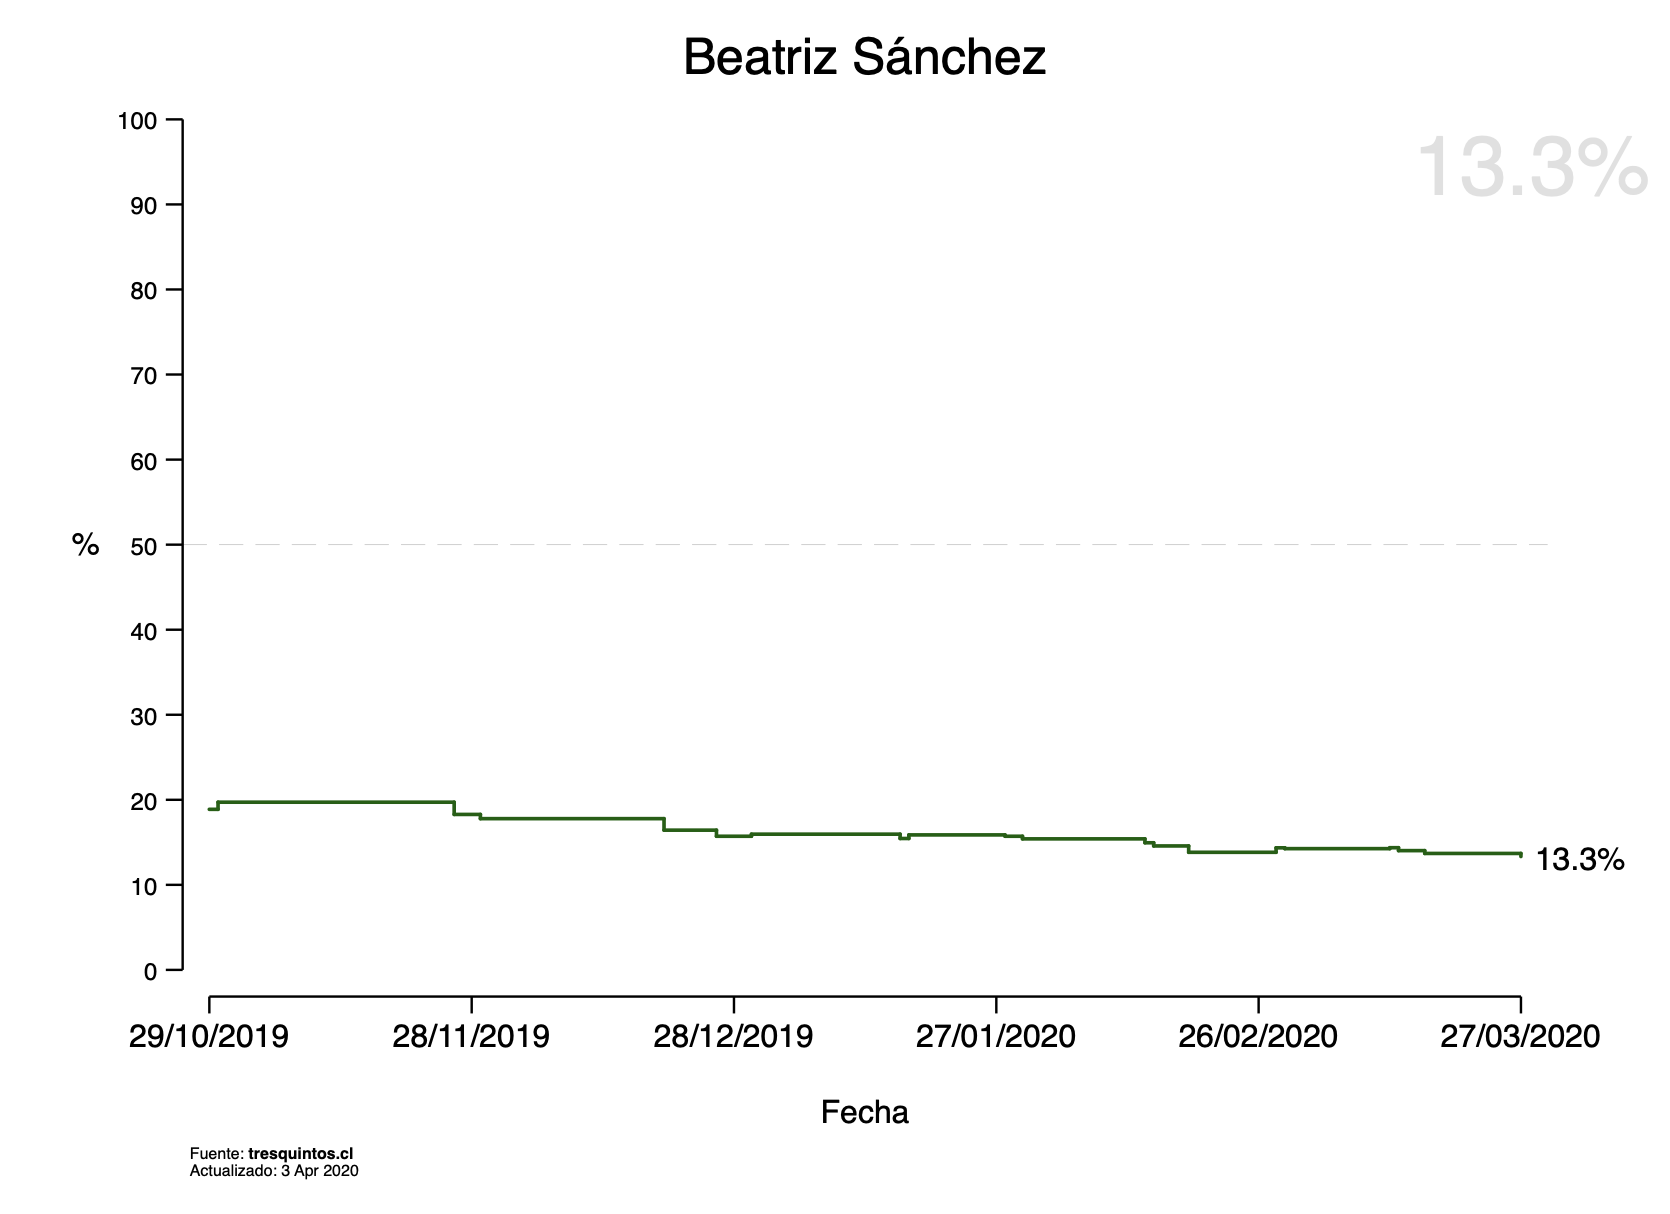 Beatriz Sánchez
13.3%
100
90
80
70
60
% 50
40
30
20
13.3%
10
0
29/10/2019 28/11/2019 28/12/2019 27/01/2020 26/02/2020 27/03/2020
Fecha
Fuente: tresquintos.cl
Actualizado: 3 Apr 2020